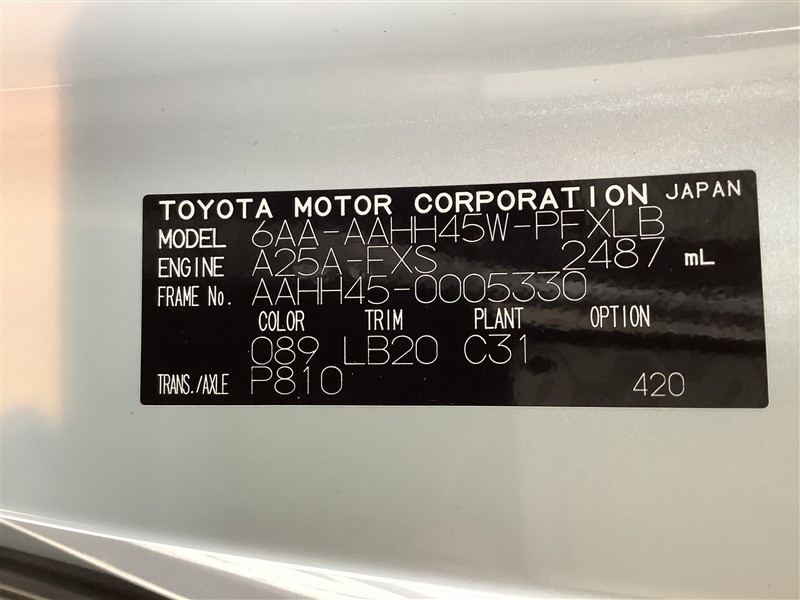 TOYOTA MOTOR CORPORATION JAPAN
MODEL 6AA-AAHH45W-PFXLB
ENGINE A25A-FXS 2487 mL
FRAME No. AAHH45-0005330
COLOR TRIM PLANT OPTION
089 LB20 C31
TRANS./AXLE P810 420